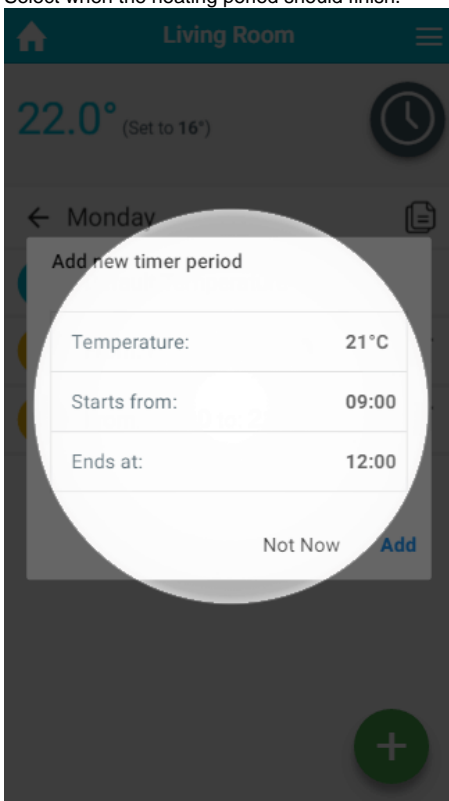 Select when the heating period should finish.
Living Room
22.0° (Set to 16°)
Monday
Add new timer period
Temperature: 21°C
Starts from: 09:00
Ends at: 12:00
Not Now Add